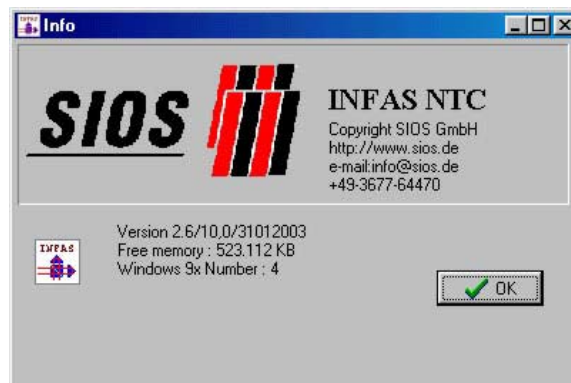 Info
SIOS
INFAS NTC
Copyright SIOS GmbH
http://www.sios.de
e-mail:info@sios.de
+49-3677-64470
INFAS
Version 2.6/10,0/31012003
Free memory : 523.112 KB
Windows 9x Number : 4
OK